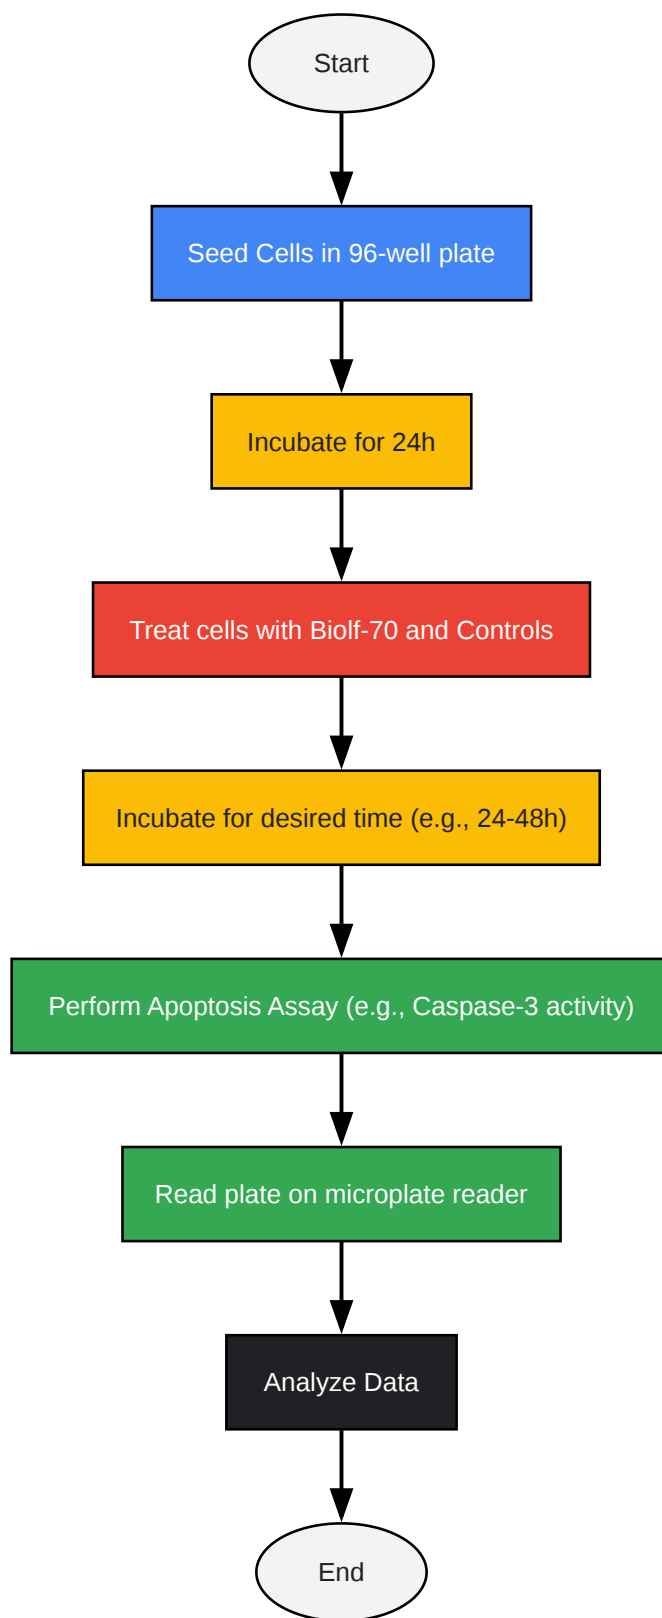 Start
Seed Cells in 96-well plate
Incubate for 24h
Treat cells with Biolf-70 and Controls
Incubate for desired time (e.g., 24-48h)
Perform Apoptosis Assay (e.g., Caspase-3 activity)
Read plate on microplate reader
Analyze Data
End